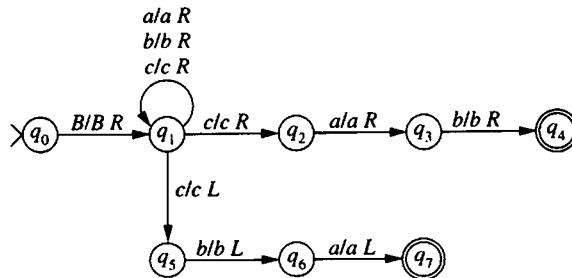 a/a R
b/b R
c/c R
q0 B/B R q1 c/c R q2 a/a R q3 b/b R q4
c/c L
q5 b/b L q6 a/a L q7